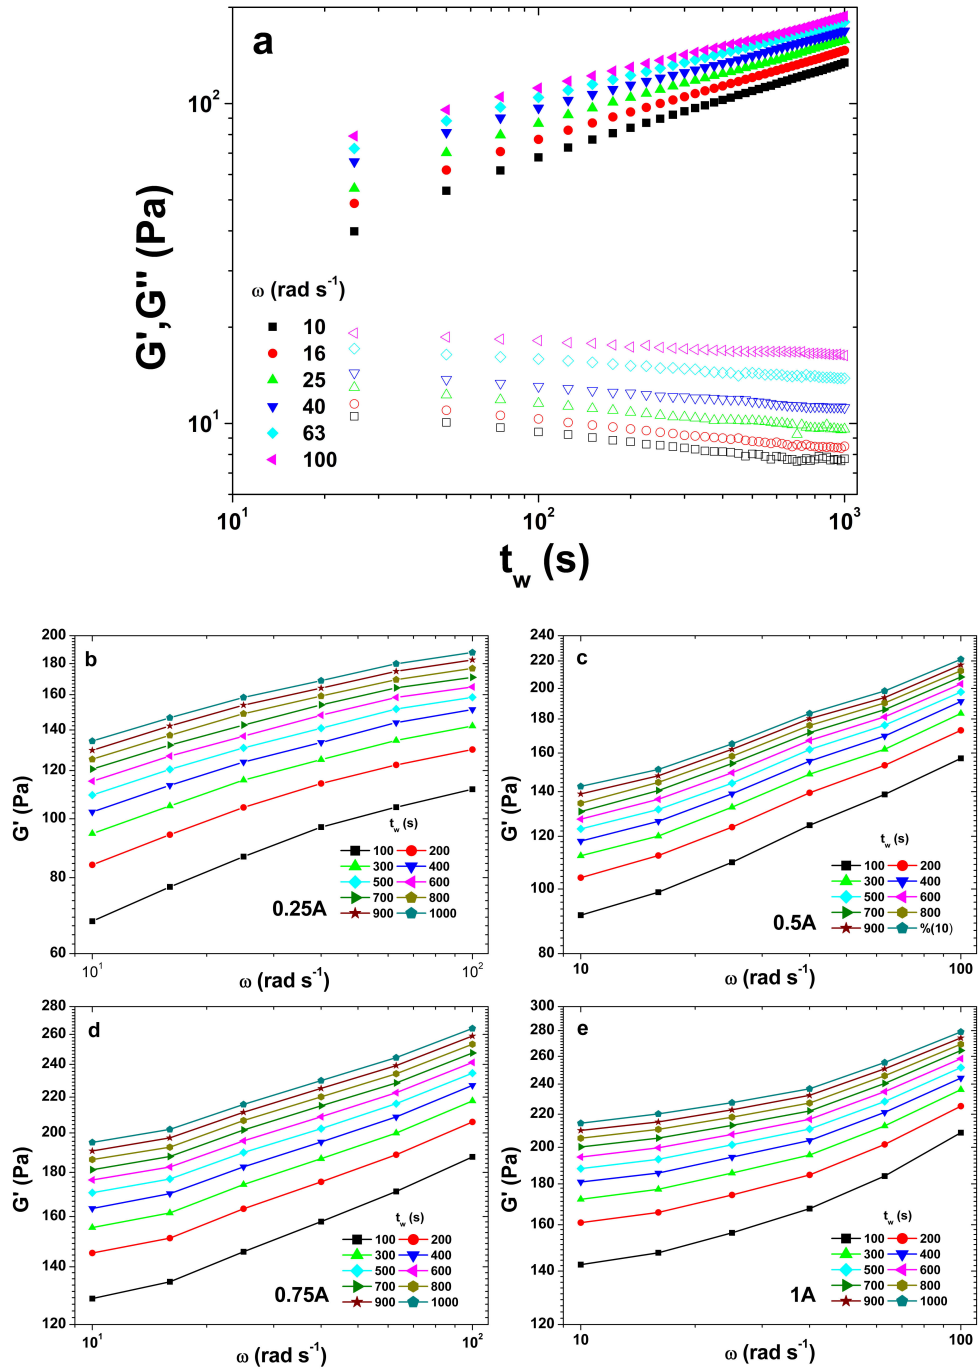 a
G',G'' (Pa)
10²
10¹
ω (rad s⁻¹)
10
16
25
40
63
100
10¹ 10² 10³
t_w (s)
b
G' (Pa)
200
180
160
140
120
100
80
60
t_w (s)
100 200
300 400
500 600
700 800
900 1000
0.25A
10¹ 10²
ω (rad s⁻¹)
c
G' (Pa)
240
220
200
180
160
140
120
100
80
t_w (s)
100 200
300 400
500 600
700 800
900 %(10)
0.5A
10 100
ω (rad s⁻¹)
d
G' (Pa)
280
260
240
220
200
180
160
140
120
t_w (s)
100 200
300 400
500 600
700 800
900 1000
0.75A
10¹ 10²
ω (rad s⁻¹)
e
G' (Pa)
300
280
260
240
220
200
180
160
140
120
t_w (s)
100 200
300 400
500 600
700 800
900 1000
1A
10 100
ω (rad s⁻¹)